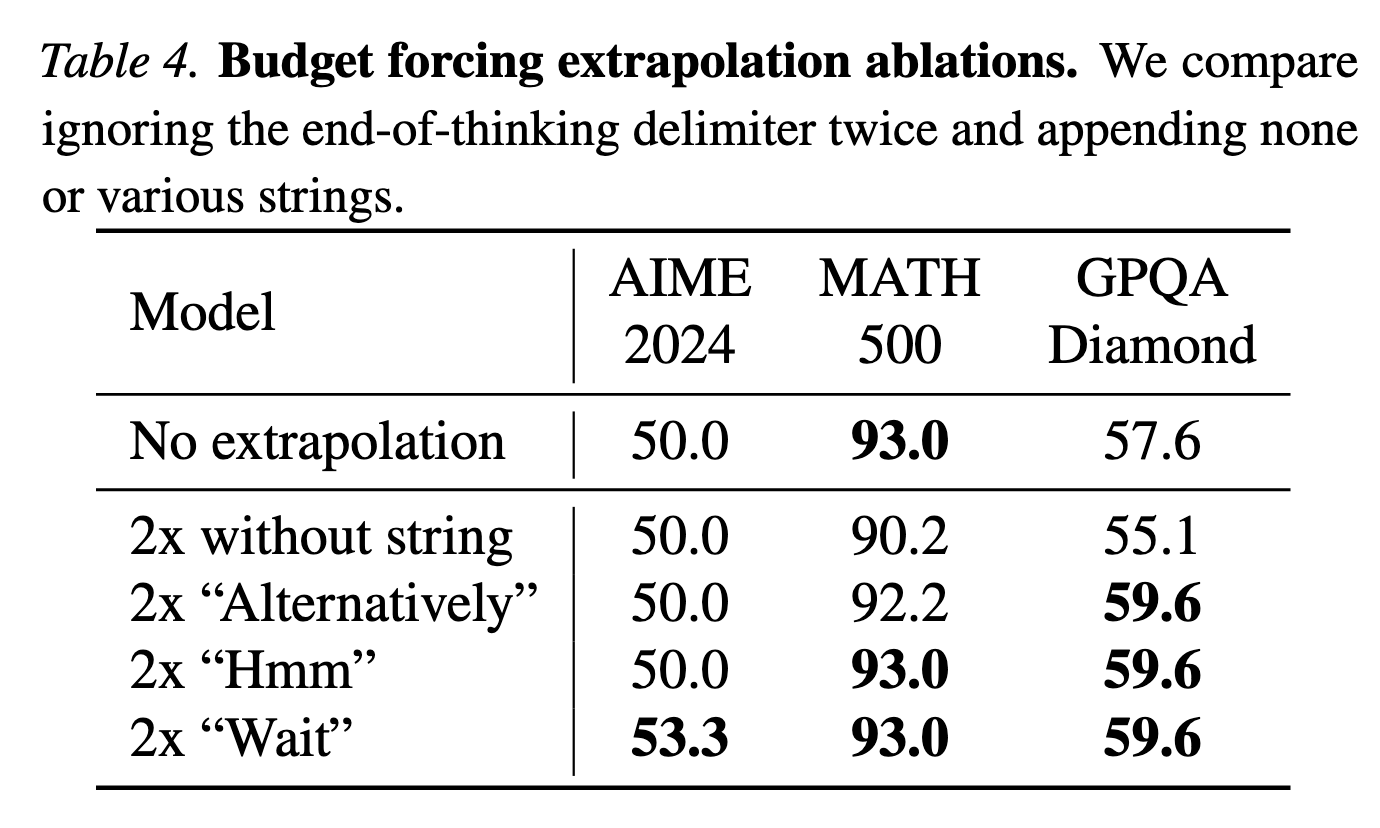 Table 4. Budget forcing extrapolation ablations. We compare
ignoring the end-of-thinking delimiter twice and appending none
or various strings.
Model AIME 2024 MATH 500 GPQA Diamond
No extrapolation 50.0 93.0 57.6
2x without string 50.0 90.2 55.1
2x “Alternatively” 50.0 92.2 59.6
2x “Hmm” 50.0 93.0 59.6
2x “Wait” 53.3 93.0 59.6